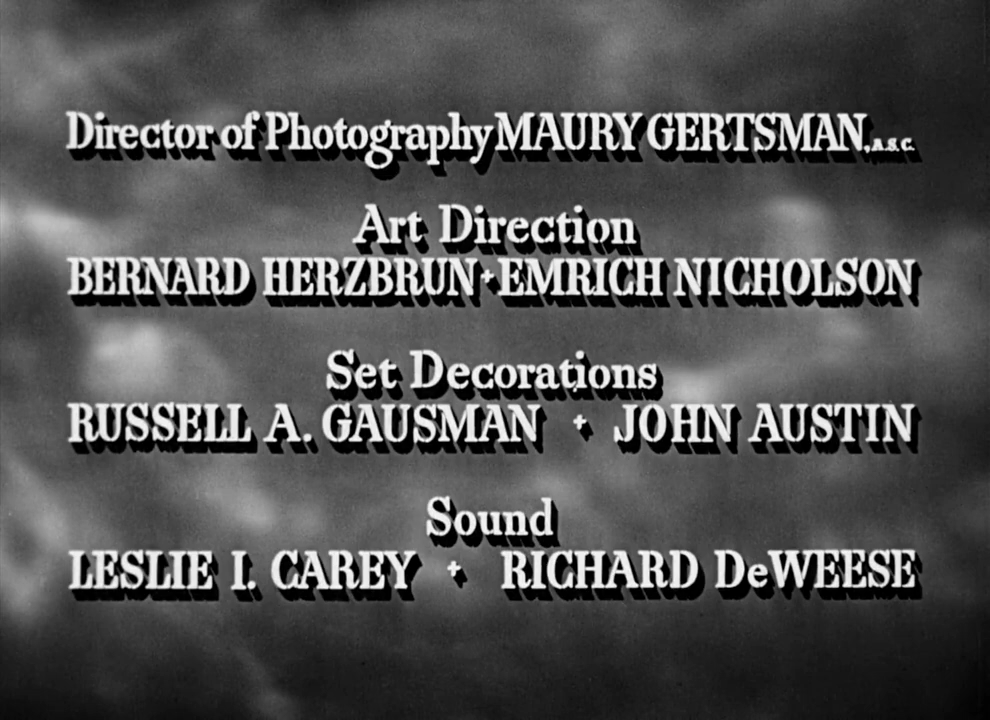 Director of Photography MAURY GERTSMAN, A.S.C.
Art Direction
BERNARD HERZBRUN + EMRICH NICHOLSON
Set Decorations
RUSSELL A. GAUSMAN + JOHN AUSTIN
Sound
LESLIE I. CAREY + RICHARD DeWEESE